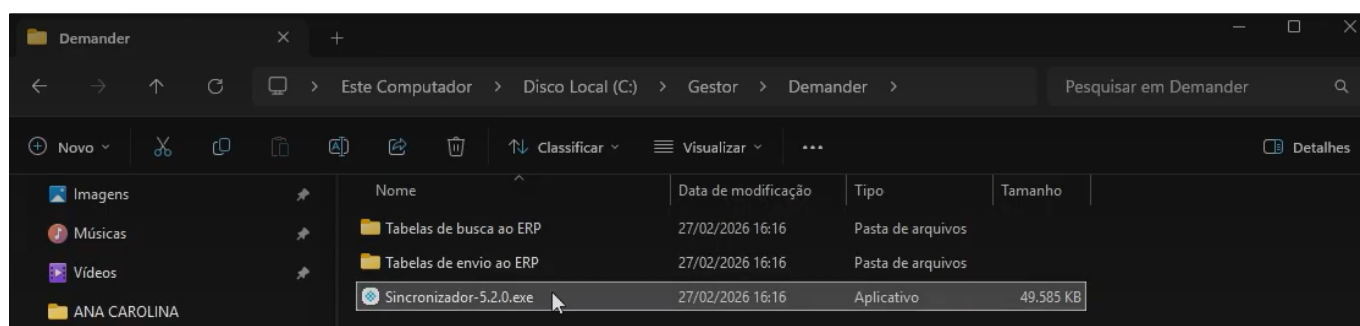 Demander
Este Computador > Disco Local (C:) > Gestor > Demander > Pesquisar em Demander
Novo Classificar Visualizar ... Detalhes
Imagens
Músicas
Vídeos
ANA CAROLINA
Nome Data de modificação Tipo Tamanho
Tabelas de busca ao ERP 27/02/2026 16:16 Pasta de arquivos
Tabelas de envio ao ERP 27/02/2026 16:16 Pasta de arquivos
Sincronizador-5.2.0.exe 27/02/2026 16:16 Aplicativo 49.585 KB